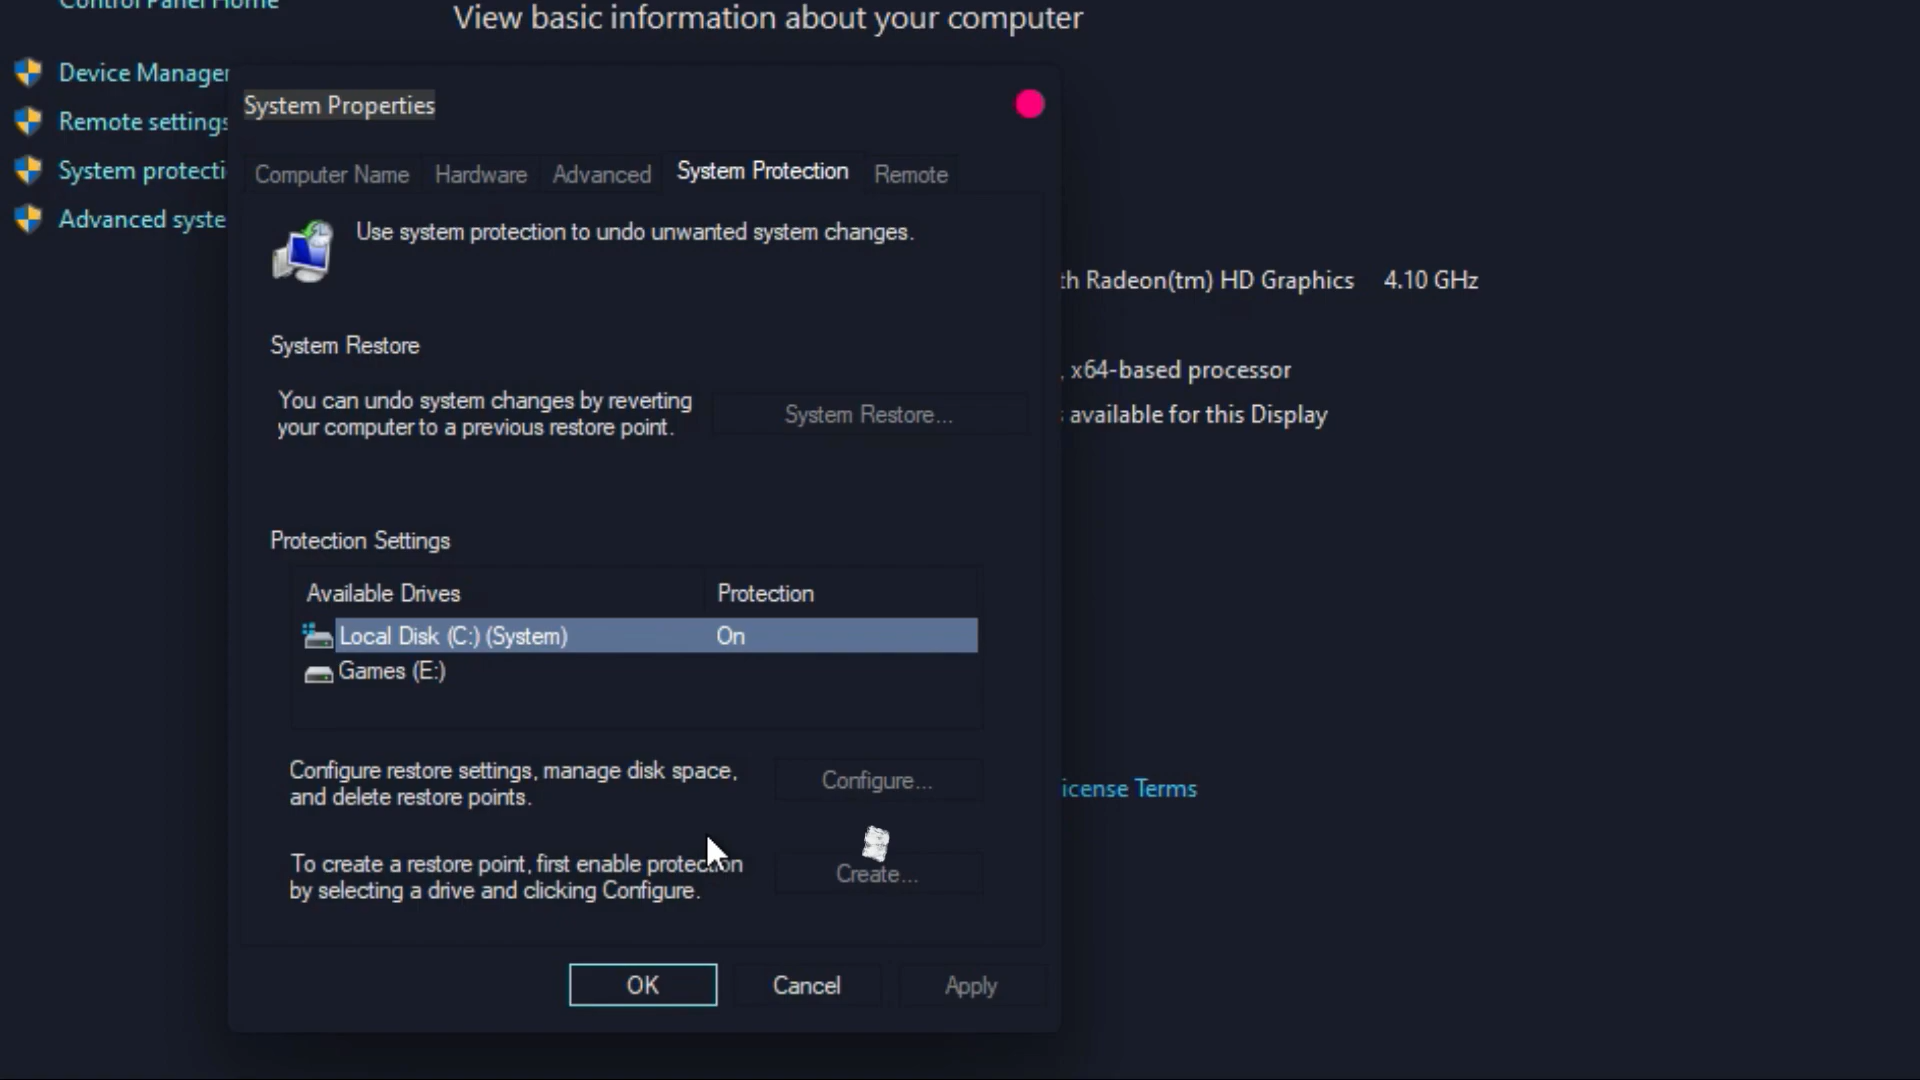 Control Panel Home
View basic information about your computer
Device Manager
Remote settings
System protecti
Advanced syste
System Properties
Computer Name
Hardware
Advanced
System Protection
Remote
Use system protection to undo unwanted system changes.
th Radeon(tm) HD Graphics 4.10 GHz
System Restore
, x64-based processor
You can undo system changes by reverting
your computer to a previous restore point.
System Restore...
available for this Display
Protection Settings
Available Drives
Protection
Local Disk (C:) (System)
On
Games (E:)
Configure restore settings, manage disk space,
and delete restore points.
Configure...
icense Terms
To create a restore point, first enable protection
by selecting a drive and clicking Configure.
Create...
OK
Cancel
Apply